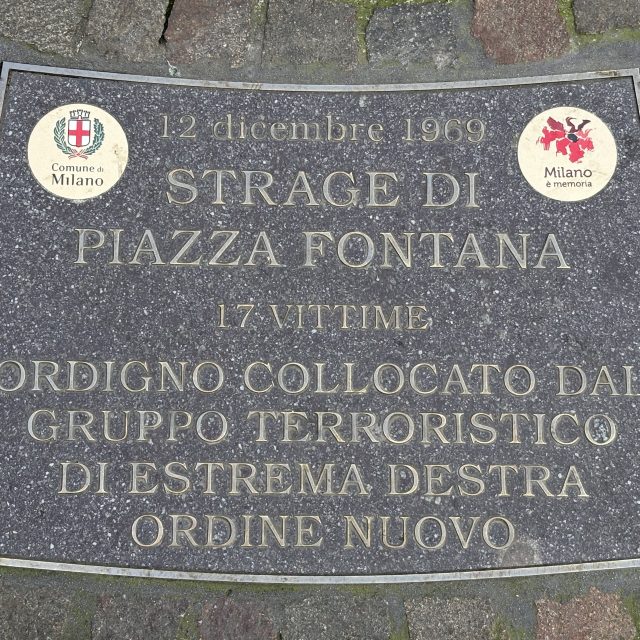 12 dicembre 1969
STRAGE DI
PIAZZA FONTANA
17 VITTIME
ORDIGNO COLLOCATO DAL
GRUPPO TERRORISTICO
DI ESTREMA DESTRA
ORDINE NUOVO
Comune di
Milano
Milano
è memoria